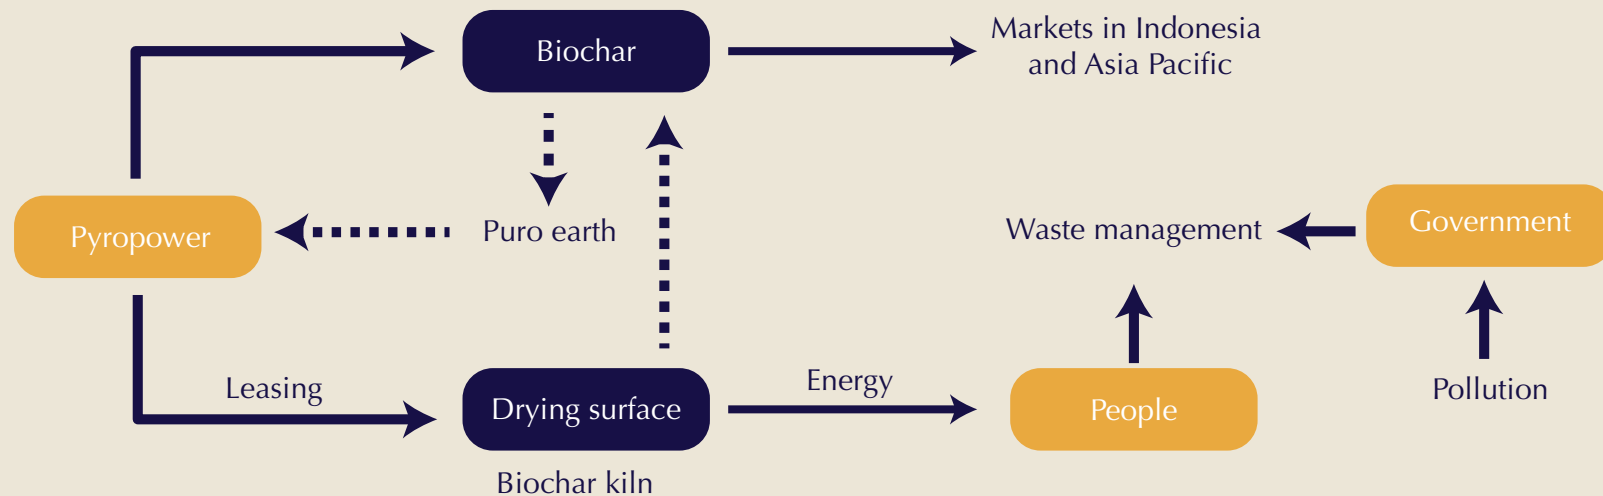 Biochar
Markets in Indonesia
and Asia Pacific
Pyropower
Puro earth
Waste management
Government
Leasing
Drying surface
Energy
People
Pollution
Biochar kiln